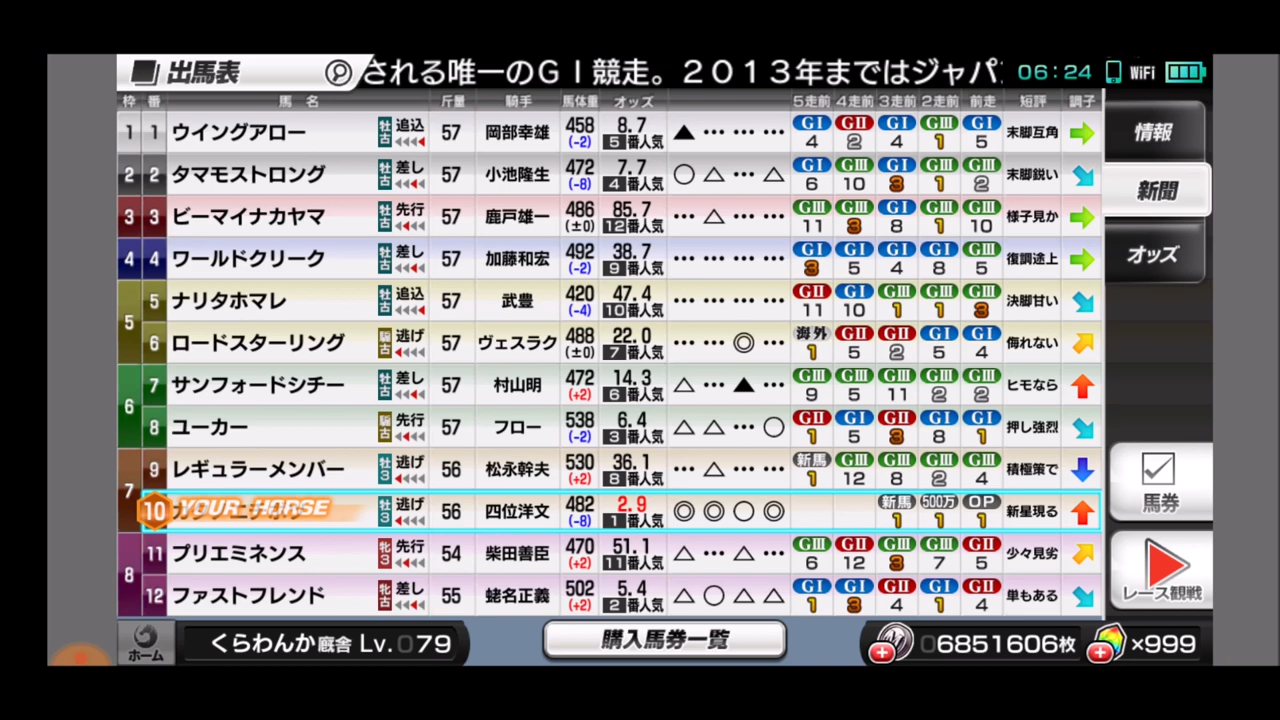 出馬表 される唯一のGI競走。2013年まではジャパ 06:24 WiFi
枠 番 馬名 斤量 騎手 馬体重 オッズ 5走前 4走前 3走前 2走前 前走 短評 調子
1 1 ウイングアロー 牡古 追込 57 岡部幸雄 458 (-2) 8.7 5番人気 ▲ … … … GI 4 GII 2 GI 4 GIII 1 GI 5 末脚互角
2 2 タマモストロング 牡古 差し 57 小池隆生 472 (-8) 7.7 4番人気 ○ △ … △ GI 6 GIII 10 GI 3 GIII 1 GIII 2 末脚鋭い
3 3 ビーマイナカヤマ 牡古 先行 57 鹿戸雄一 486 (±0) 85.7 12番人気 … △ … … GIII 11 GIII 3 GI 8 GIII 1 GIII 10 様子見か
4 4 ワールドクリーク 牡古 差し 57 加藤和宏 492 (-2) 38.7 9番人気 … … … … GI 3 GI 5 GI 4 GI 8 GIII 5 復調途上
5 5 ナリタホマレ 牡古 追込 57 武豊 420 (-4) 47.4 10番人気 … … … … GII 11 GI 10 GIII 1 GIII 1 GIII 3 決脚甘い
6 ロードスターリング 騸古 逃げ 57 ヴェスラク 488 (±0) 22.0 7番人気 … … ◎ … 海外 1 GII 5 GII 2 GI 5 GI 4 侮れない
6 7 サンフォードシチー 牡古 差し 57 村山明 472 (+2) 14.3 6番人気 △ … ▲ … GIII 9 GIII 5 GIII 11 GIII 2 GIII 2 ヒモなら
8 ユーカー 騸古 先行 57 フロー 538 (-2) 6.4 3番人気 △ △ … ○ GII 1 GI 5 GII 3 GI 8 GI 1 押し強烈
7 9 レギュラーメンバー 牡3 逃げ 56 松永幹夫 530 (+2) 36.1 8番人気 … △ … … 新馬 1 GIII 12 GIII 8 GIII 2 GIII 4 積極策で
10 YOUR HORSE 牡3 逃げ 56 四位洋文 482 (-8) 2.9 1番人気 ◎ ◎ ○ ◎ 新馬 1 500万 1 OP 1 新星現る
8 11 プリエミネンス 牝3 先行 54 柴田善臣 470 (+2) 51.1 11番人気 △ … △ … GIII 6 GII 12 GIII 3 GIII 7 GII 5 少々見劣
12 ファストフレンド 牝古 差し 55 蛯名正義 502 (+2) 5.4 2番人気 △ ○ △ △ GI 1 GI 3 GII 4 GI 1 GII 4 単もある
情報
新聞
オッズ
馬券
レース観戦
ホーム くらわんか厩舎 Lv.079 購入馬券一覧 06851606枚 ×999